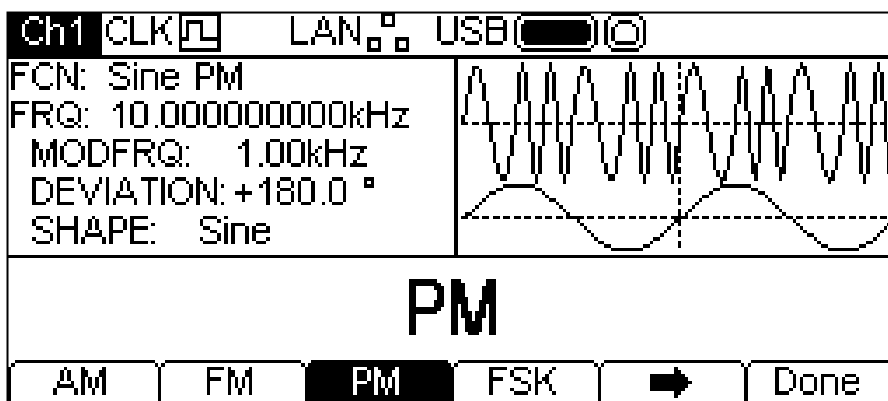 Ch1 CLK LAN USB
FCN: Sine PM
FRQ: 10.000000000kHz
MODFRQ: 1.00kHz
DEVIATION: +180.0 °
SHAPE: Sine
PM
AM FM PM FSK ➡ Done